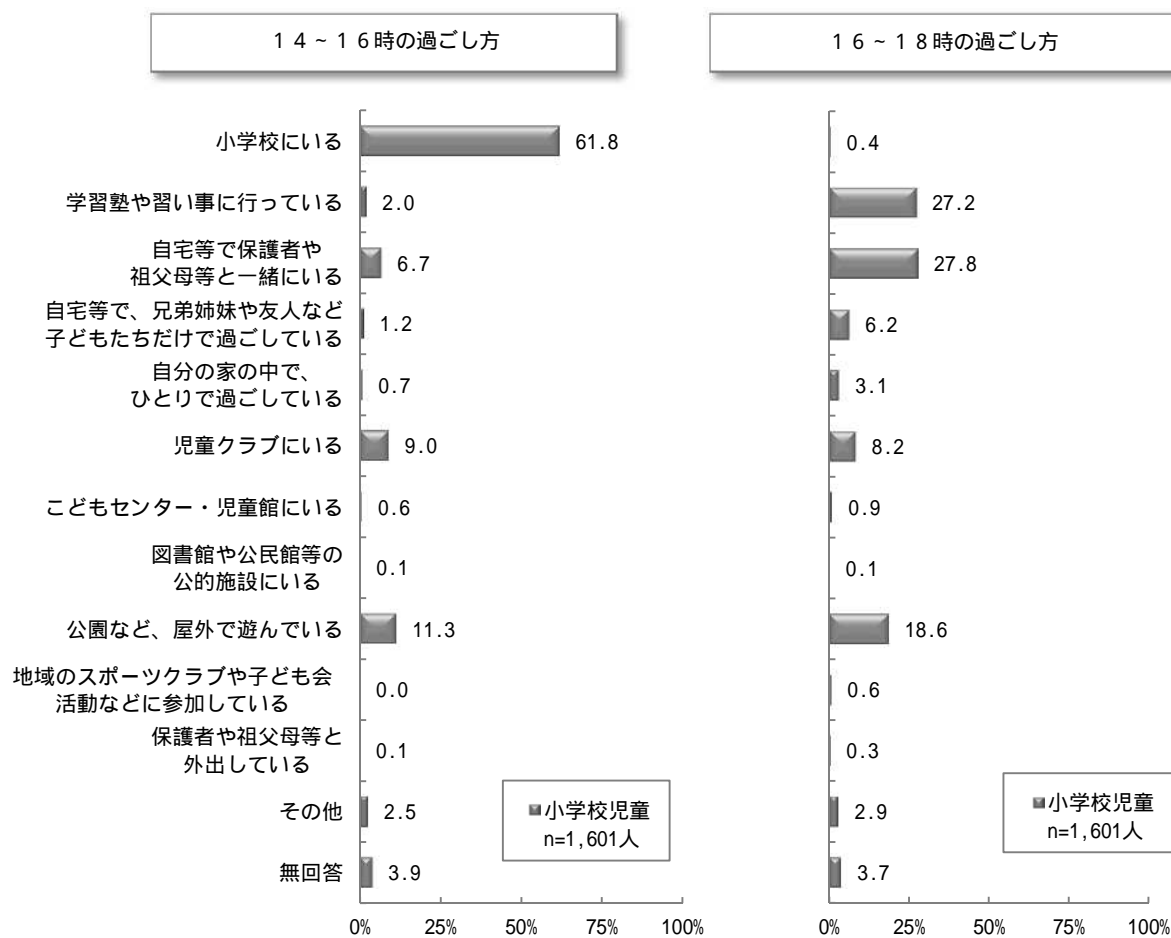 １４～１６時の過ごし方
１６～１８時の過ごし方
小学校にいる
61.8
0.4
学習塾や習い事に行っている
2.0
27.2
自宅等で保護者や
祖父母等と一緒にいる
6.7
27.8
自宅等で、兄弟姉妹や友人など
子どもたちだけで過ごしている
1.2
6.2
自分の家の中で、
ひとりで過ごしている
0.7
3.1
児童クラブにいる
9.0
8.2
こどもセンター・児童館にいる
0.6
0.9
図書館や公民館等の
公的施設にいる
0.1
0.1
公園など、屋外で遊んでいる
11.3
18.6
地域のスポーツクラブや子ども会
活動などに参加している
0.0
0.6
保護者や祖父母等と
外出している
0.1
0.3
その他
2.5
2.9
無回答
3.9
3.7
小学校児童
n=1,601人
小学校児童
n=1,601人
0% 25% 50% 75% 100%
0% 25% 50% 75% 100%